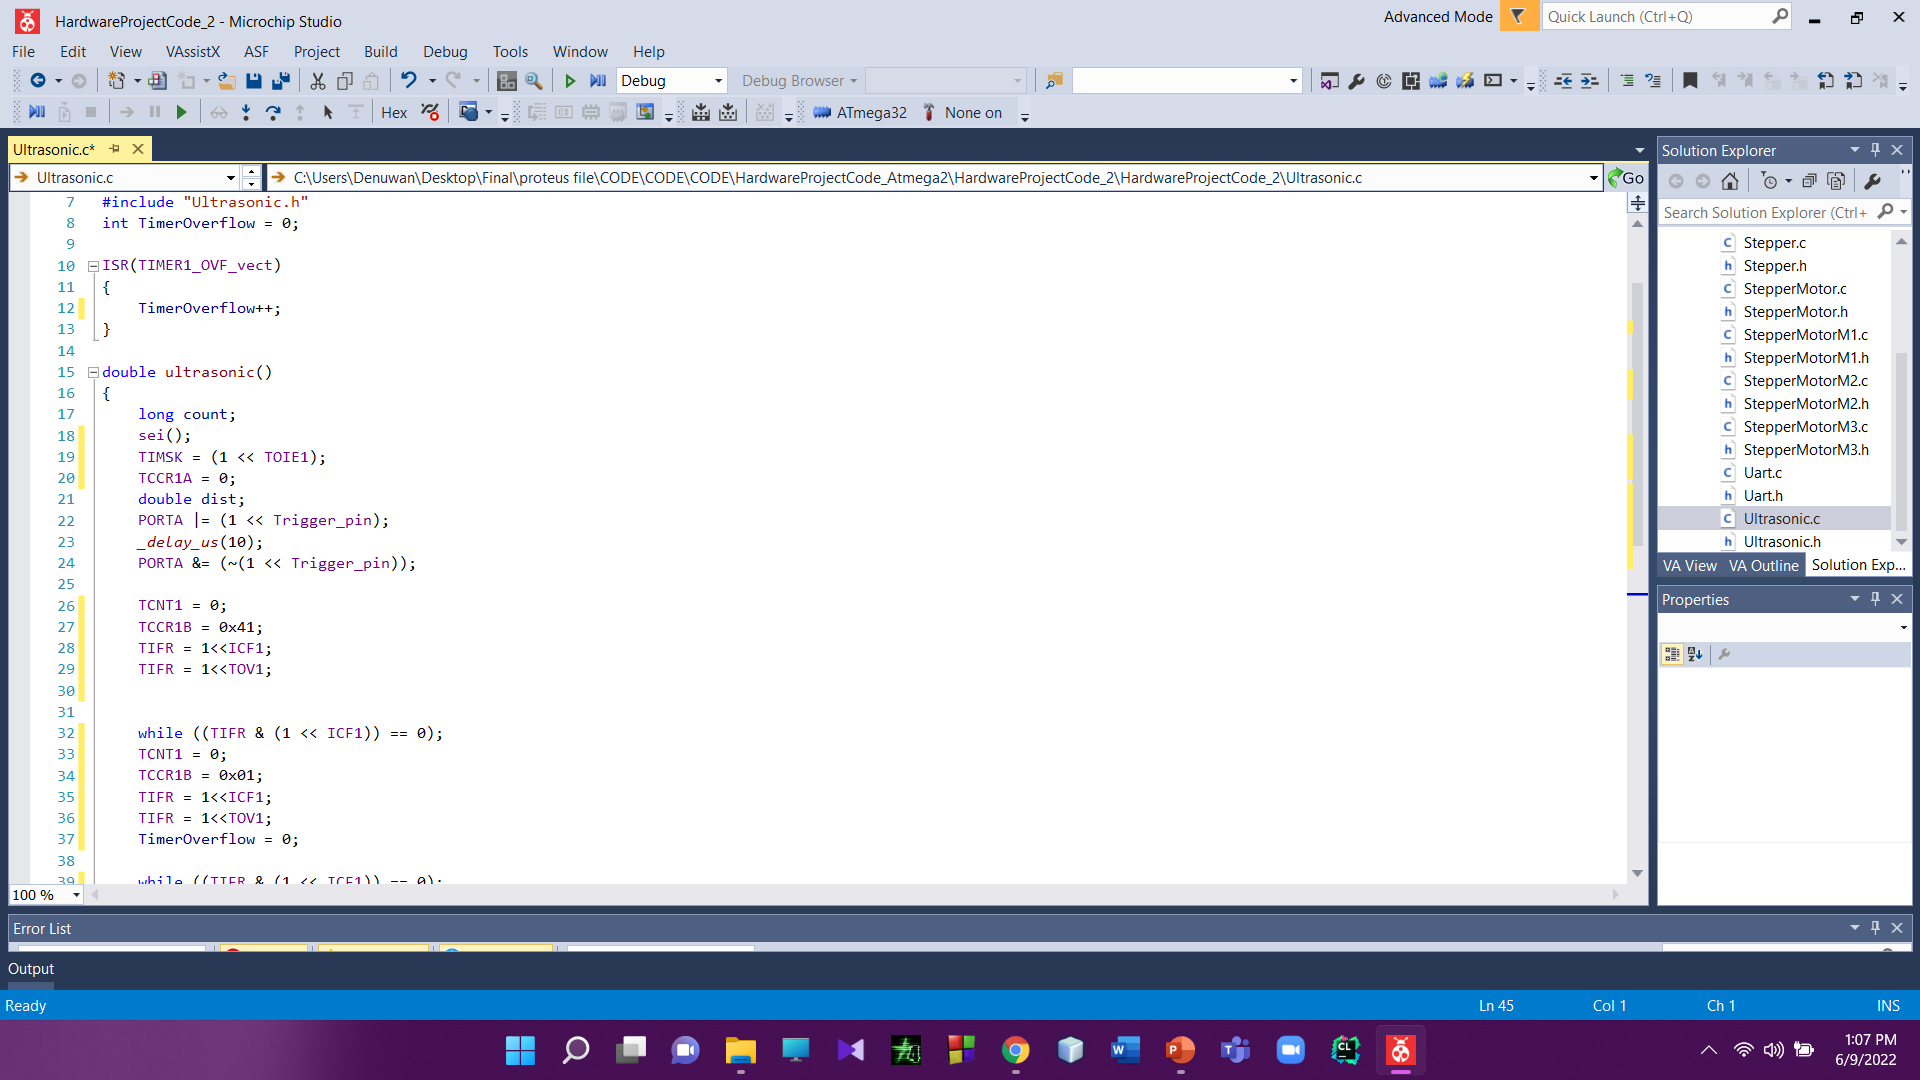 HardwareProjectCode_2 - Microchip Studio
Advanced Mode
Quick Launch (Ctrl+Q)
File Edit View VAssistX ASF Project Build Debug Tools Window Help
Debug
Debug Browser
Hex
ATmega32
None on
Ultrasonic.c*
Ultrasonic.c
C:\Users\Denuwan\Desktop\Final\proteus file\CODE\CODE\CODE\HardwareProjectCode_Atmega2\HardwareProjectCode_2\HardwareProjectCode_2\Ultrasonic.c
Go
7 #include "Ultrasonic.h"
8 int TimerOverflow = 0;
9
10 ISR(TIMER1_OVF_vect)
11 {
12 TimerOverflow++;
13 }
14
15 double ultrasonic()
16 {
17 long count;
18 sei();
19 TIMSK = (1 << TOIE1);
20 TCCR1A = 0;
21 double dist;
22 PORTA |= (1 << Trigger_pin);
23 _delay_us(10);
24 PORTA &= (~(1 << Trigger_pin));
25
26 TCNT1 = 0;
27 TCCR1B = 0x41;
28 TIFR = 1<<ICF1;
29 TIFR = 1<<TOV1;
30
31
32 while ((TIFR & (1 << ICF1)) == 0);
33 TCNT1 = 0;
34 TCCR1B = 0x01;
35 TIFR = 1<<ICF1;
36 TIFR = 1<<TOV1;
37 TimerOverflow = 0;
38
39 while ((TIFR & (1 << ICF1)) == 0);
100 %
Solution Explorer
Search Solution Explorer (Ctrl+
Stepper.c
Stepper.h
StepperMotor.c
StepperMotor.h
StepperMotorM1.c
StepperMotorM1.h
StepperMotorM2.c
StepperMotorM2.h
StepperMotorM3.c
StepperMotorM3.h
Uart.c
Uart.h
Ultrasonic.c
Ultrasonic.h
VA View VA Outline Solution Exp...
Properties
Error List
Output
Ready
Ln 45 Col 1 Ch 1 INS
1:07 PM
6/9/2022